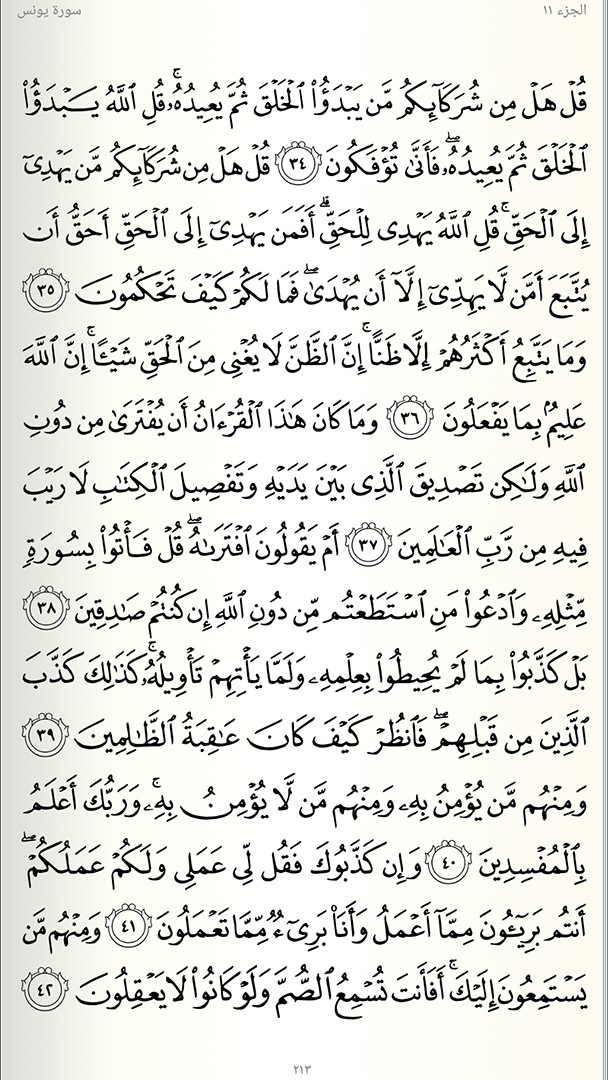 الجزء ١١
سورة يونس
قُلْ هَلْ مِن شُرَكَآئِكُم مَّن يَبْدَؤُا۟ ٱلْخَلْقَ ثُمَّ يُعِيدُهُۥ ۚ قُلِ ٱللَّهُ يَبْدَؤُا۟
ٱلْخَلْقَ ثُمَّ يُعِيدُهُۥ ۖ فَأَنَّىٰ تُؤْفَكُونَ ٣٤ قُلْ هَلْ مِن شُرَكَآئِكُم مَّن يَهْدِىٓ
إِلَى ٱلْحَقِّ ۚ قُلِ ٱللَّهُ يَهْدِى لِلْحَقِّ ۗ أَفَمَن يَهْدِىٓ إِلَى ٱلْحَقِّ أَحَقُّ أَن
يُتَّبَعَ أَمَّن لَّا يَهِدِّىٓ إِلَّآ أَن يُهْدَىٰ ۖ فَمَا لَكُمْ كَيْفَ تَحْكُمُونَ ٣٥
وَمَا يَتَّبِعُ أَكْثَرُهُمْ إِلَّا ظَنًّا ۚ إِنَّ ٱلظَّنَّ لَا يُغْنِى مِنَ ٱلْحَقِّ شَيْـًٔا ۚ إِنَّ ٱللَّهَ
عَلِيمٌۢ بِمَا يَفْعَلُونَ ٣٦ وَمَا كَانَ هَٰذَا ٱلْقُرْءَانُ أَن يُفْتَرَىٰ مِن دُونِ
ٱللَّهِ وَلَٰكِن تَصْدِيقَ ٱلَّذِى بَيْنَ يَدَيْهِ وَتَفْصِيلَ ٱلْكِتَٰبِ لَا رَيْبَ
فِيهِ مِن رَّبِّ ٱلْعَٰلَمِينَ ٣٧ أَمْ يَقُولُونَ ٱفْتَرَىٰهُ ۖ قُلْ فَأْتُوا۟ بِسُورَةٍ
مِّثْلِهِۦ وَٱدْعُوا۟ مَنِ ٱسْتَطَعْتُم مِّن دُونِ ٱللَّهِ إِن كُنتُمْ صَٰدِقِينَ ٣٨
بَلْ كَذَّبُوا۟ بِمَا لَمْ يُحِيطُوا۟ بِعِلْمِهِۦ وَلَمَّا يَأْتِهِمْ تَأْوِيلُهُۥ ۚ كَذَٰلِكَ كَذَّبَ
ٱلَّذِينَ مِن قَبْلِهِمْ ۖ فَٱنظُرْ كَيْفَ كَانَ عَٰقِبَةُ ٱلظَّٰلِمِينَ ٣٩
وَمِنْهُم مَّن يُؤْمِنُ بِهِۦ وَمِنْهُم مَّن لَّا يُؤْمِنُ بِهِۦ ۚ وَرَبُّكَ أَعْلَمُ
بِٱلْمُفْسِدِينَ ٤٠ وَإِن كَذَّبُوكَ فَقُل لِّى عَمَلِى وَلَكُمْ عَمَلُكُمْ ۖ
أَنتُم بَرِيٓـُٔونَ مِمَّآ أَعْمَلُ وَأَنَا۠ بَرِىٓءٌ مِّمَّا تَعْمَلُونَ ٤١ وَمِنْهُم مَّن
يَسْتَمِعُونَ إِلَيْكَ ۚ أَفَأَنتَ تُسْمِعُ ٱلصُّمَّ وَلَوْ كَانُوا۟ لَا يَعْقِلُونَ ٤٢
٢١٣